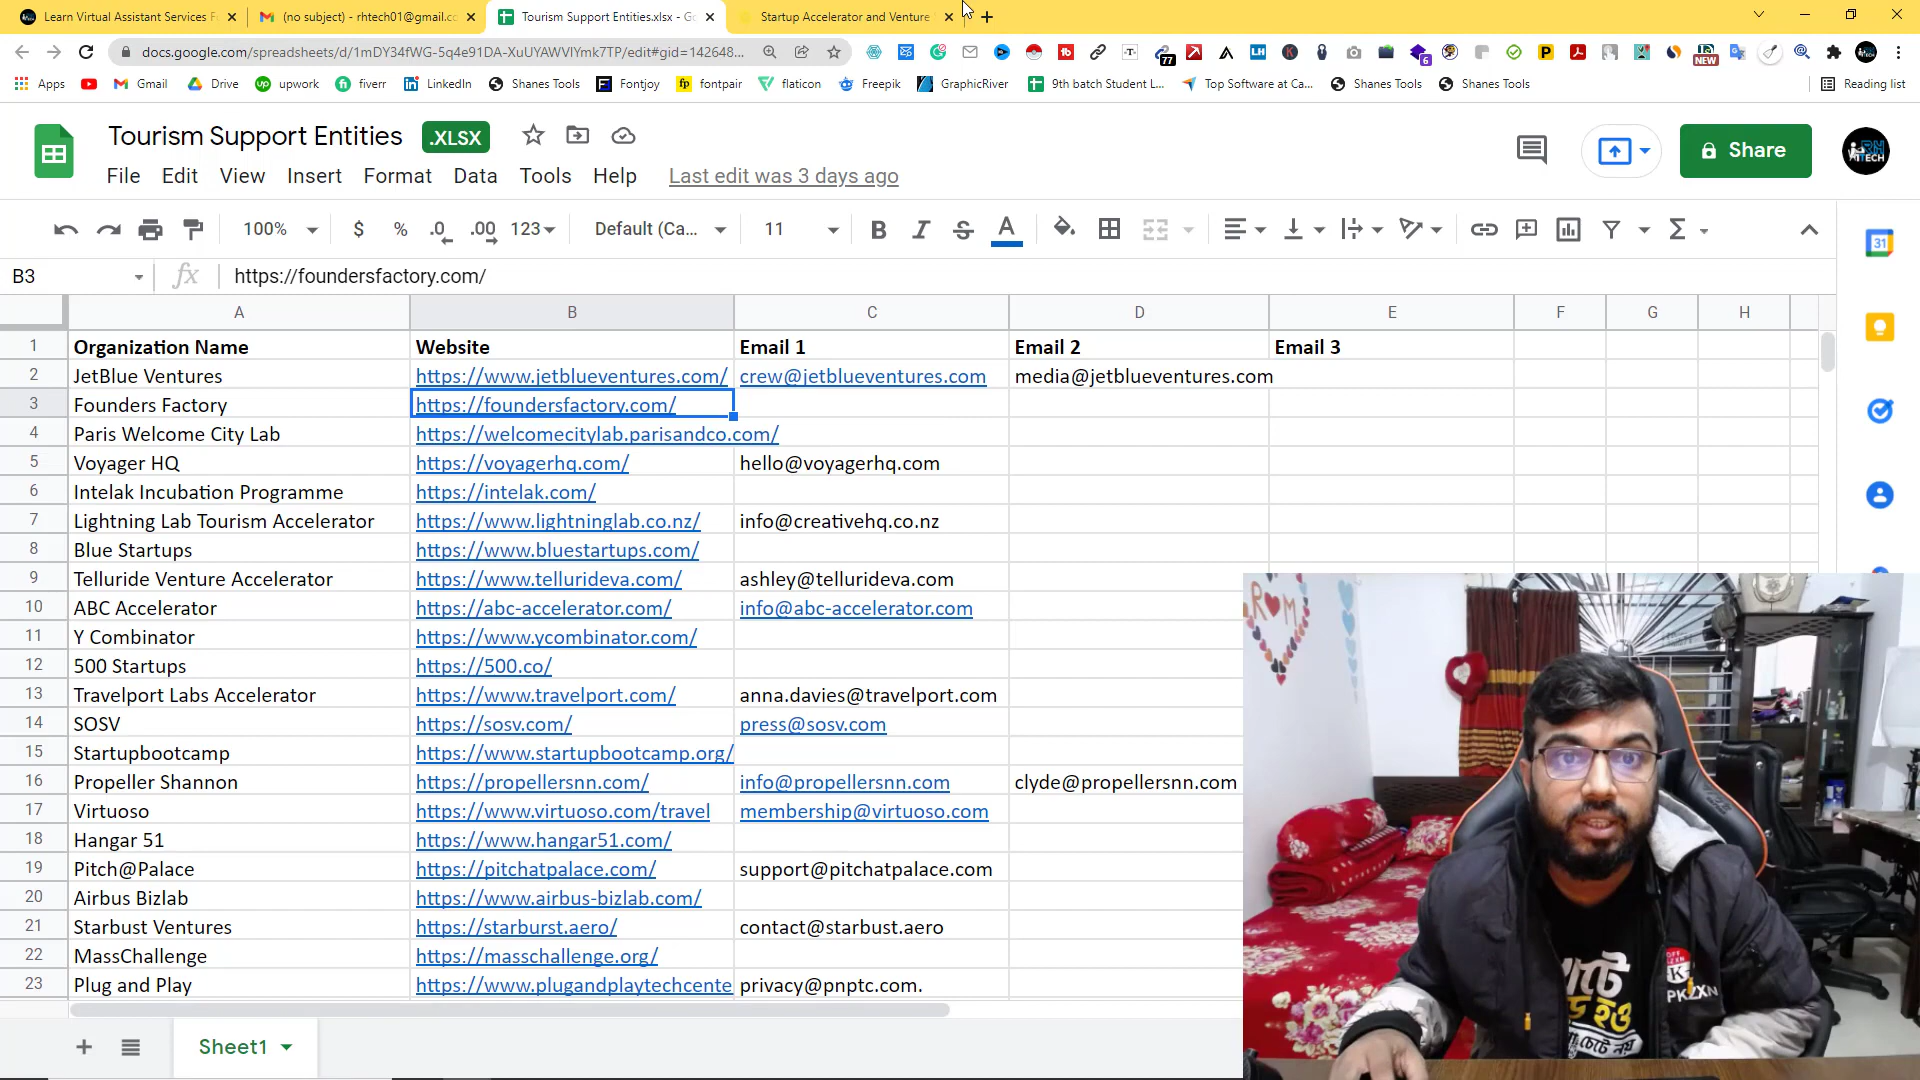 Learn Virtual Assistant Services F
(no subject) - rhtech01@gmail.co
Tourism Support Entities.xlsx - Go
Startup Accelerator and Venture
docs.google.com/spreadsheets/d/1mDY34fWG-5q4e91DA-XuUYAWVIYmk7TP/edit#gid=142648...
Apps
Gmail
Drive
upwork
fiverr
LinkedIn
Shanes Tools
Fontjoy
fontpair
flaticon
Freepik
GraphicRiver
9th batch Student L...
Top Software at Ca...
Shanes Tools
Shanes Tools
Reading list
Tourism Support Entities .XLSX
Share
File Edit View Insert Format Data Tools Help Last edit was 3 days ago
100% $ % .0 .00 123 Default (Ca... 11 B I S A
B3 fx https://foundersfactory.com/
A B C D E F G H
1 Organization Name Website Email 1 Email 2 Email 3
2 JetBlue Ventures https://www.jetblueventures.com/ crew@jetblueventures.com media@jetblueventures.com
3 Founders Factory https://foundersfactory.com/
4 Paris Welcome City Lab https://welcomecitylab.parisandco.com/
5 Voyager HQ https://voyagerhq.com/ hello@voyagerhq.com
6 Intelak Incubation Programme https://intelak.com/
7 Lightning Lab Tourism Accelerator https://www.lightninglab.co.nz/ info@creativehq.co.nz
8 Blue Startups https://www.bluestartups.com/
9 Telluride Venture Accelerator https://www.tellurideva.com/ ashley@tellurideva.com
10 ABC Accelerator https://abc-accelerator.com/ info@abc-accelerator.com
11 Y Combinator https://www.ycombinator.com/
12 500 Startups https://500.co/
13 Travelport Labs Accelerator https://www.travelport.com/ anna.davies@travelport.com
14 SOSV https://sosv.com/ press@sosv.com
15 Startupbootcamp https://www.startupbootcamp.org/
16 Propeller Shannon https://propellersnn.com/ info@propellersnn.com clyde@propellersnn.com
17 Virtuoso https://www.virtuoso.com/travel membership@virtuoso.com
18 Hangar 51 https://www.hangar51.com/
19 Pitch@Palace https://pitchatpalace.com/ support@pitchatpalace.com
20 Airbus Bizlab https://www.airbus-bizlab.com/
21 Starbust Ventures https://starburst.aero/ contact@starbust.aero
22 MassChallenge https://masschallenge.org/
23 Plug and Play https://www.plugandplaytechcente privacy@pnptc.com.
Sheet1
31
77
6
NEW
R M
K
PKZXN